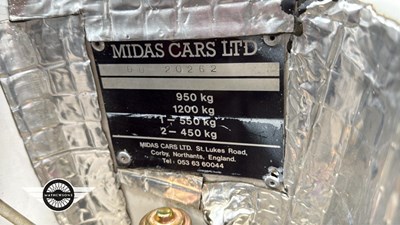 MIDAS CARS LTD
950 kg
1200 kg
1- 550 kg
2- 450 kg
MIDAS CARS LTD. St. Lukes Road,
Corby, Northants, England.
Tel : 053 63 60044